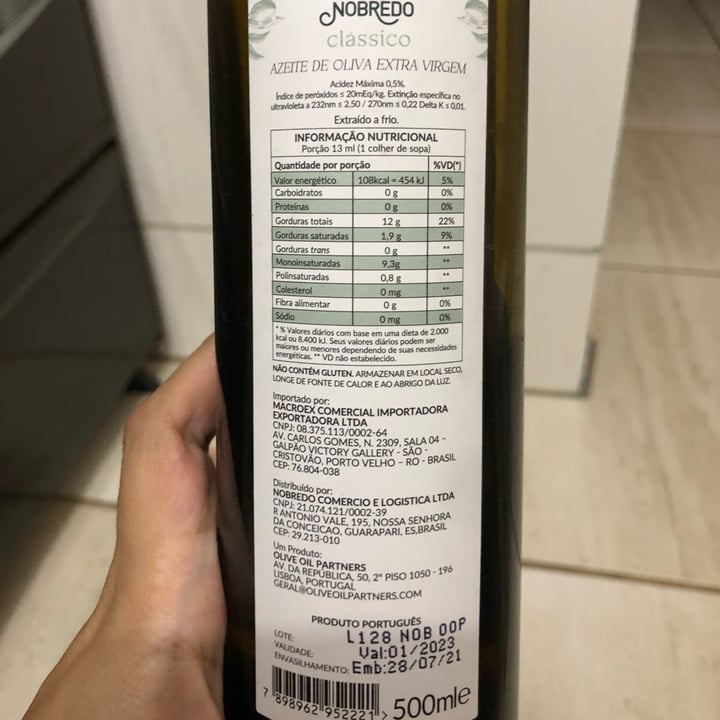 NOBREDO
clássico
AZEITE DE OLIVA EXTRA VIRGEM
Acidez Máxima 0,5%.
Índice de peróxidos ≤ 20mEq/kg. Extinção específica no
ultravioleta a 232nm ≤ 2,50 / 270nm ≤ 0,22 Delta K ≤ 0,01.
Extraído a frio.
INFORMAÇÃO NUTRICIONAL
Porção 13 ml (1 colher de sopa)
Quantidade por porção %VD(*)
Valor energético 108kcal = 454 kJ 5%
Carboidratos 0 g 0%
Proteínas 0 g 0%
Gorduras totais 12 g 22%
Gorduras saturadas 1,9 g 9%
Gorduras trans 0 g **
Monoinsaturadas 9,3g **
Polinsaturadas 0,8 g **
Colesterol 0 mg **
Fibra alimentar 0 g 0%
Sódio 0 mg 0%
* % Valores diários com base em uma dieta de 2.000
kcal ou 8.400 kJ. Seus valores diários podem ser
maiores ou menores dependendo de suas necessidades
energéticas. ** VD não estabelecido.
NÃO CONTÉM GLUTEN. ARMAZENAR EM LOCAL SECO,
LONGE DE FONTE DE CALOR E AO ABRIGO DA LUZ.
Importado por:
MACROEX COMERCIAL IMPORTADORA
EXPORTADORA LTDA
CNPJ: 08.375.113/0002-64
AV. CARLOS GOMES, N. 2309, SALA 04 -
GALPÃO VICTORY GALLERY - SÃO
CRISTOVÃO, PORTO VELHO - RO - BRASIL
CEP: 76.804-038
Distribuído por:
NOBREDO COMERCIO E LOGISTICA LTDA
CNPJ: 21.074.121/0002-39
R ANTONIO VALE, 195, NOSSA SENHORA
DA CONCEICAO, GUARAPARI, ES,BRASIL
CEP: 29.213-010
Um Produto:
OLIVE OIL PARTNERS
AV. DA REPÚBLICA, 50, 2º PISO 1050 - 196
LISBOA, PORTUGAL
GERAL@OLIVEOILPARTNERS.COM
PRODUTO PORTUGUÊS
LOTE: L128 NOB OOP
VALIDADE: Val:01/2023
ENVASILHAMENTO: Emb:28/07/21
7 898962 952221 > 500mle